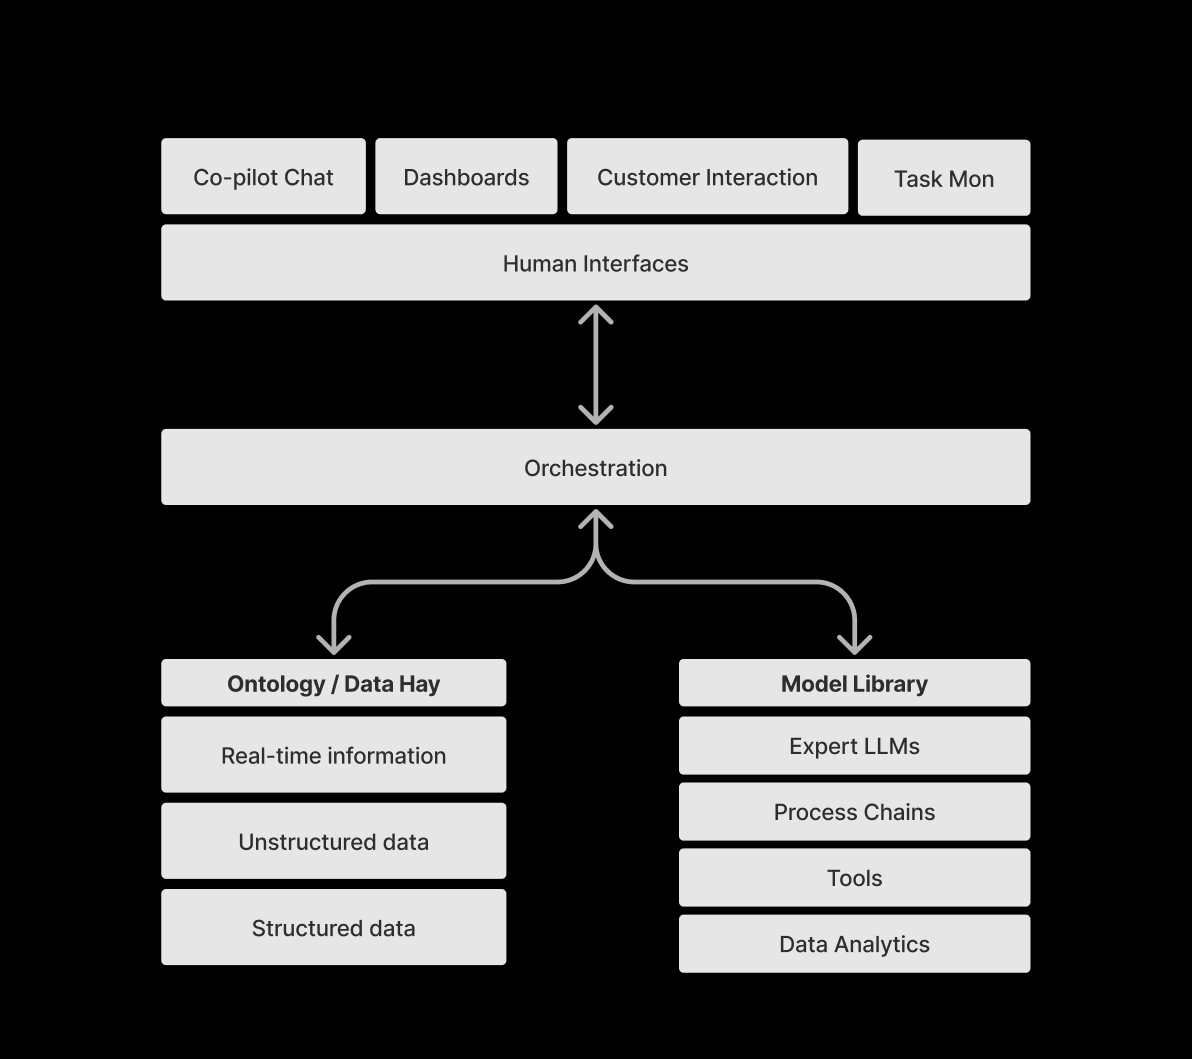 Co-pilot Chat
Dashboards
Customer Interaction
Task Mon
Human Interfaces
Orchestration
Ontology / Data Hay
Real-time information
Unstructured data
Structured data
Model Library
Expert LLMs
Process Chains
Tools
Data Analytics